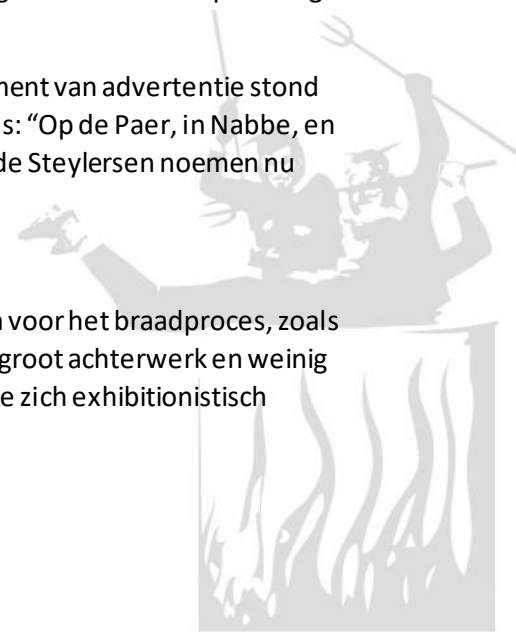 ment van advertentie stond
s: “Op de Paer, in Nabbe, en
de Steylersen noemen nu
voor het braadproces, zoals
groot achterwerk en weinig
e zich exhibitionistisch